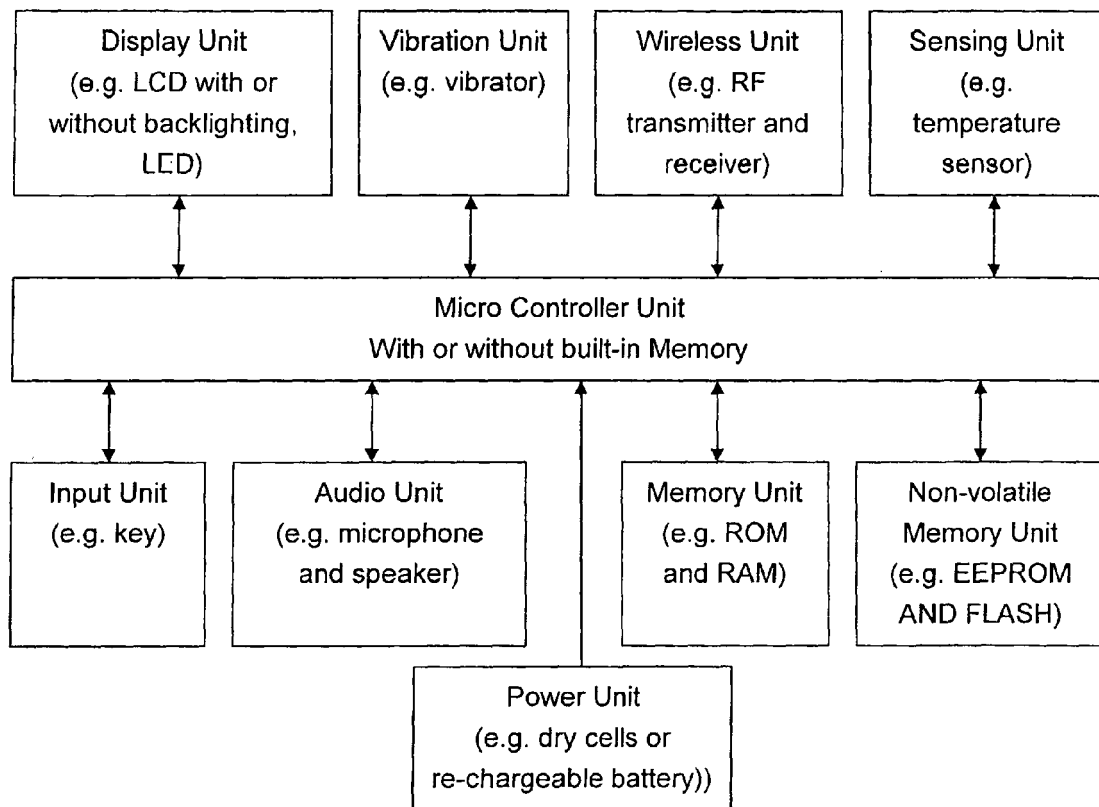 Display Unit
(e.g. LCD with or
without backlighting,
LED)
Vibration Unit
(e.g. vibrator)
Wireless Unit
(e.g. RF
transmitter and
receiver)
Sensing Unit
(e.g.
temperature
sensor)
Micro Controller Unit
With or without built-in Memory
Input Unit
(e.g. key)
Audio Unit
(e.g. microphone
and speaker)
Memory Unit
(e.g. ROM
and RAM)
Non-volatile
Memory Unit
(e.g. EEPROM
AND FLASH)
Power Unit
(e.g. dry cells or
re-chargeable battery))